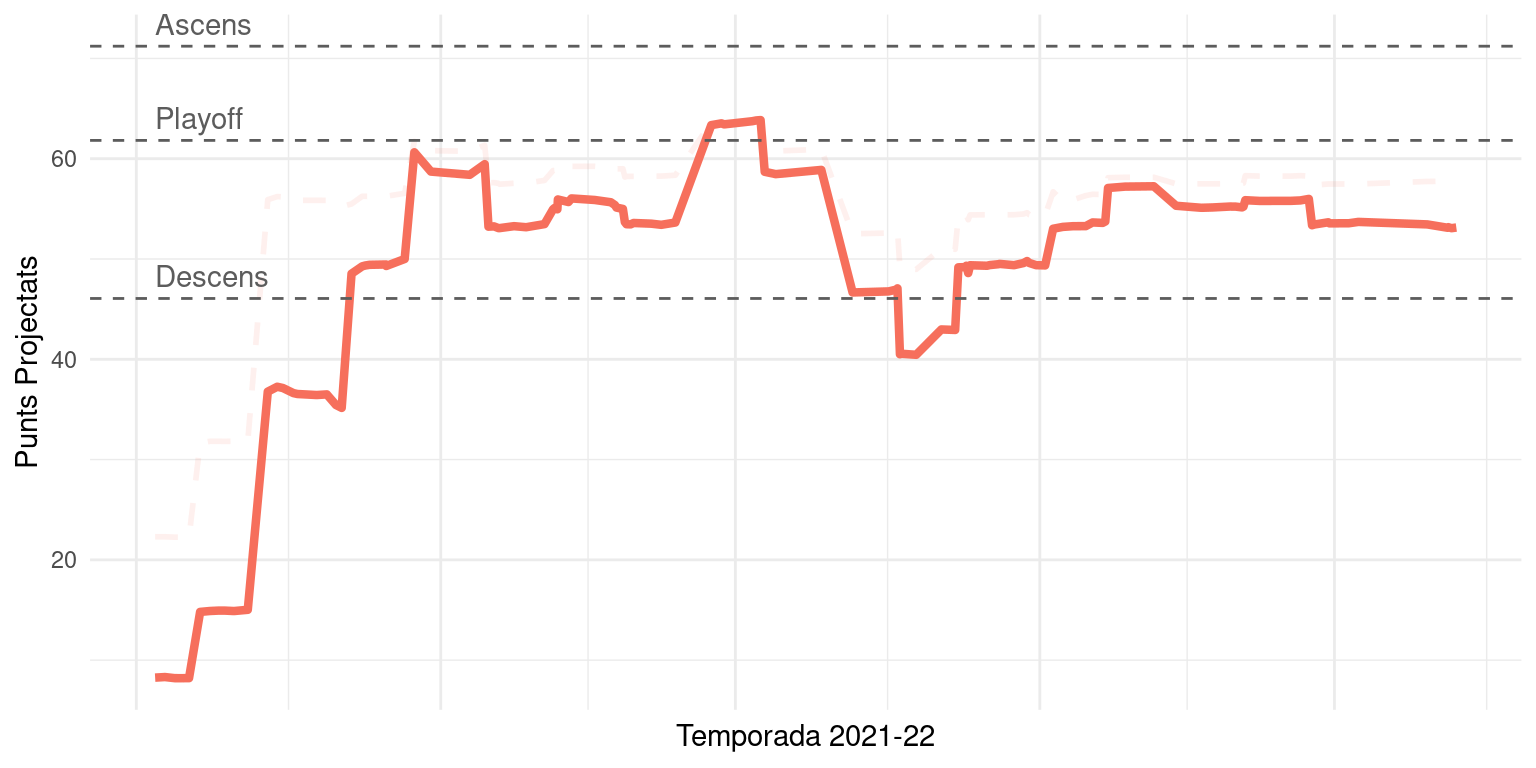 Ascens
Playoff
60
Descens
40
20
Punts Projectats
Temporada 2021-22